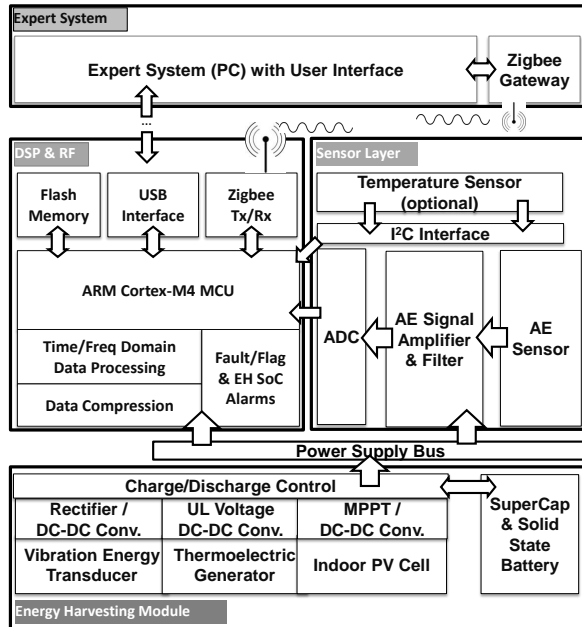 Expert System
Expert System (PC) with User Interface
Zigbee
Gateway
...
DSP & RF
Sensor Layer
Flash
Memory
USB
Interface
Zigbee
Tx/Rx
Temperature Sensor
(optional)
I²C Interface
ARM Cortex-M4 MCU
ADC
AE Signal
Amplifier
& Filter
AE
Sensor
Time/Freq Domain
Data Processing
Data Compression
Fault/Flag
& EH SoC
Alarms
Power Supply Bus
Charge/Discharge Control
Rectifier /
DC-DC Conv.
UL Voltage
DC-DC Conv.
MPPT /
DC-DC Conv.
SuperCap
& Solid
State
Battery
Vibration Energy
Transducer
Thermoelectric
Generator
Indoor PV Cell
Energy Harvesting Module